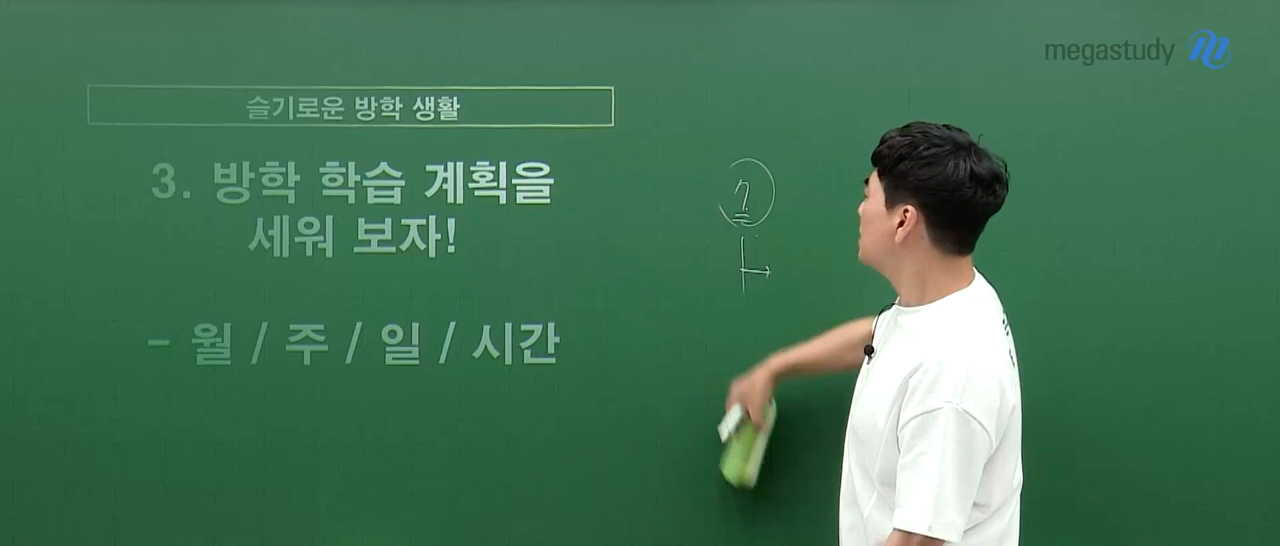 megastudy
슬기로운 방학 생활
3. 방학 학습 계획을
세워 보자!
- 월 / 주 / 일 / 시간
?